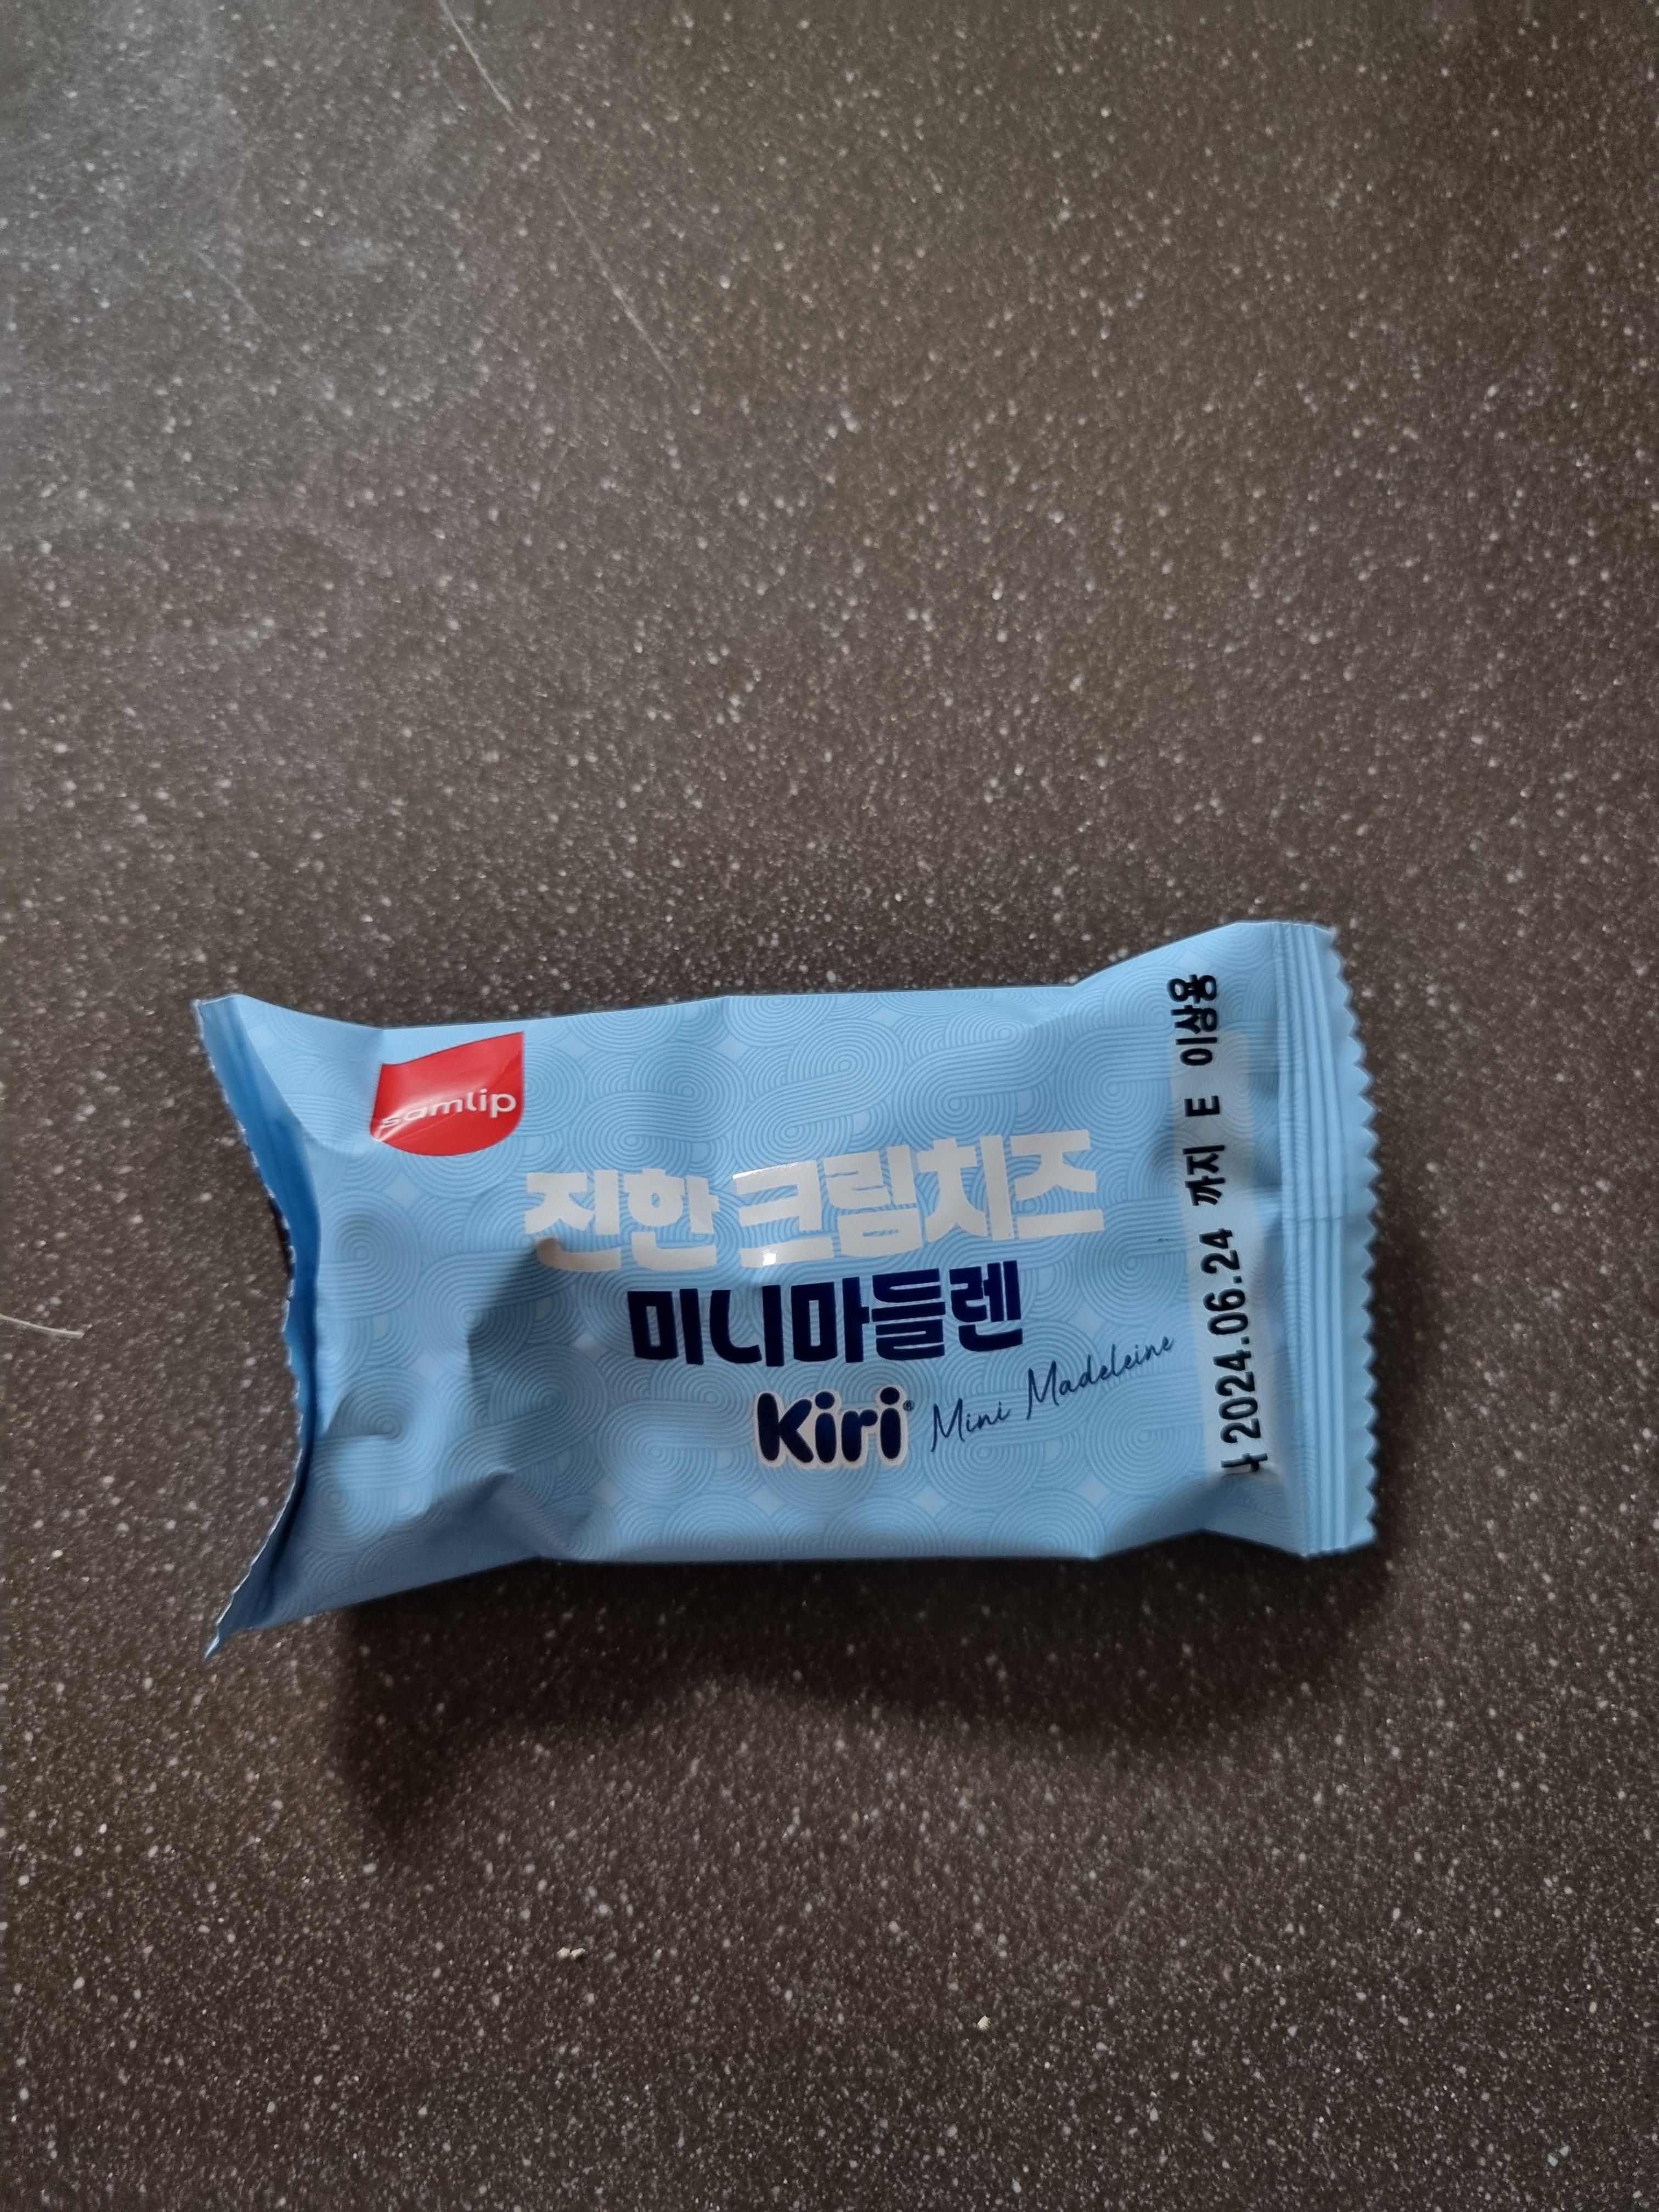 samlip
진한 크림치즈
미니마들렌
Kiri® Mini Madeleine
2024.06.24 까지 E 이상용